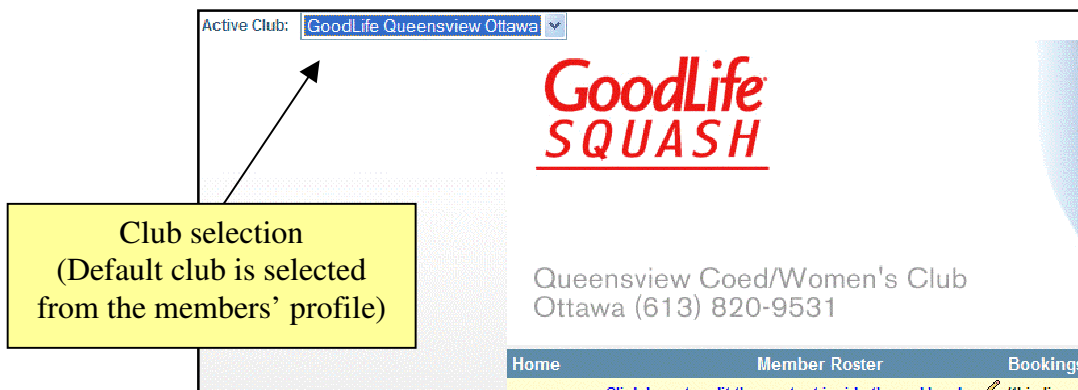 Active Club: GoodLife Queensview Ottawa
GoodLife
SQUASH
Club selection
(Default club is selected
from the members’ profile)
Queensview Coed/Women's Club
Ottawa (613) 820-9531
Home Member Roster Bookings